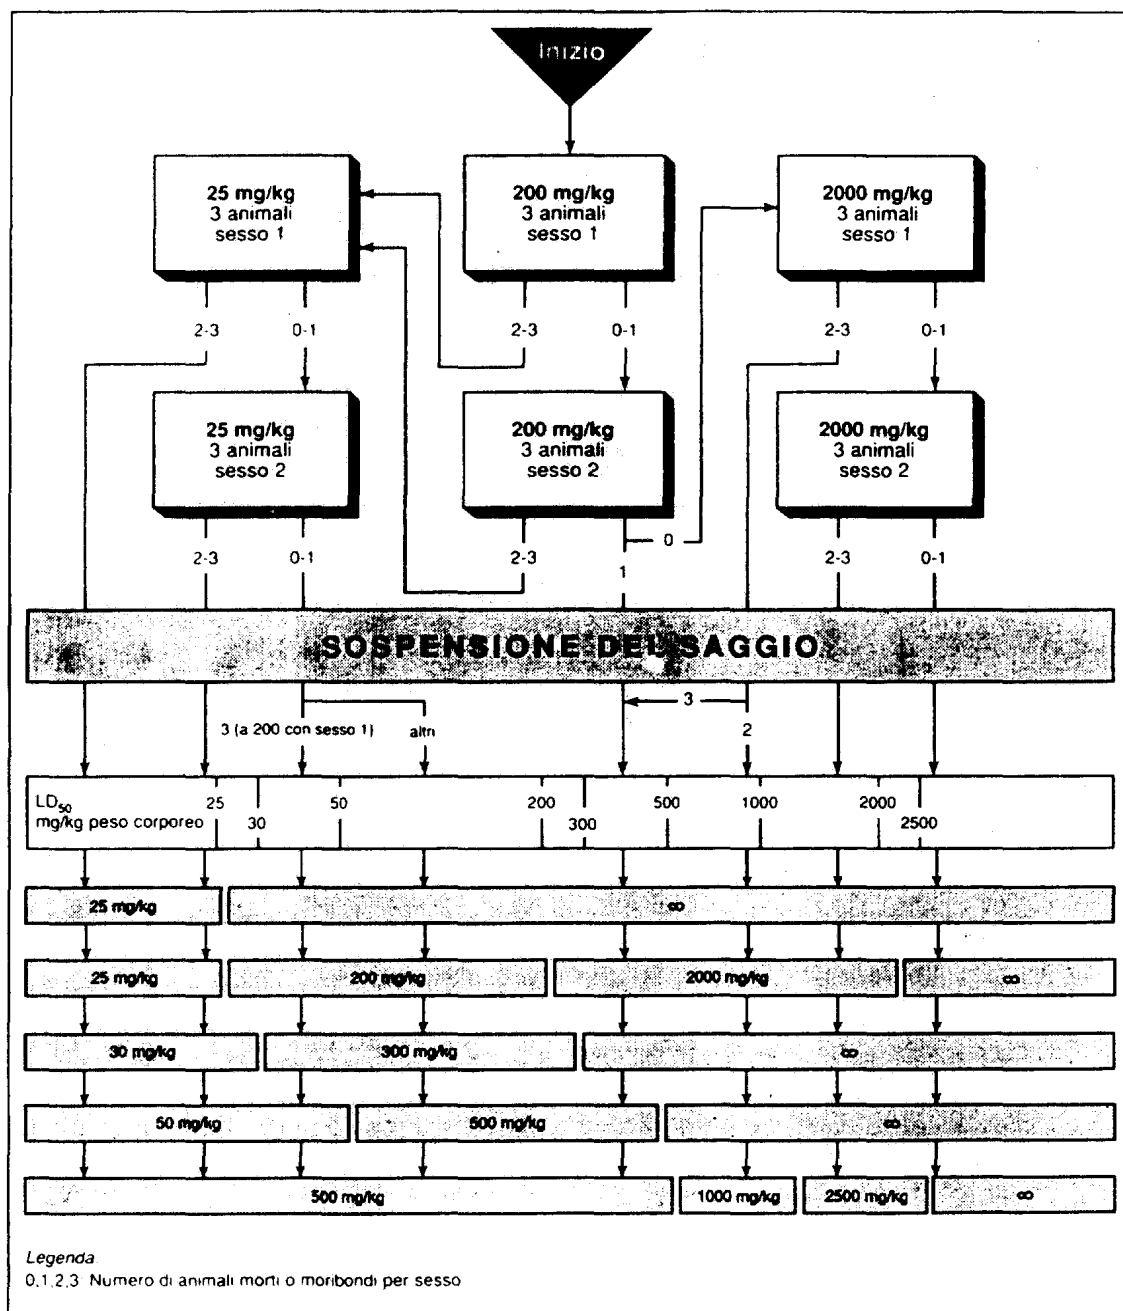 Inizio
25 mg/kg
3 animali
sesso 1
200 mg/kg
3 animali
sesso 1
2000 mg/kg
3 animali
sesso 1
2-3
0-1
2-3
0-1
2-3
0-1
25 mg/kg
3 animali
sesso 2
200 mg/kg
3 animali
sesso 2
2000 mg/kg
3 animali
sesso 2
2-3
0-1
2-3
1
0
2-3
0-1
SOSPENSIONE DEL SAGGIO
3 (a 200 con sesso 1)
altri
3
2
LD50
mg/kg peso corporeo
25
30
50
200
300
500
1000
2000
2500
25 mg/kg
∞
25 mg/kg
200 mg/kg
2000 mg/kg
∞
30 mg/kg
300 mg/kg
∞
50 mg/kg
500 mg/kg
∞
500 mg/kg
1000 mg/kg
2500 mg/kg
∞
Legenda
0,1,2,3 Numero di animali morti o moribondi per sesso